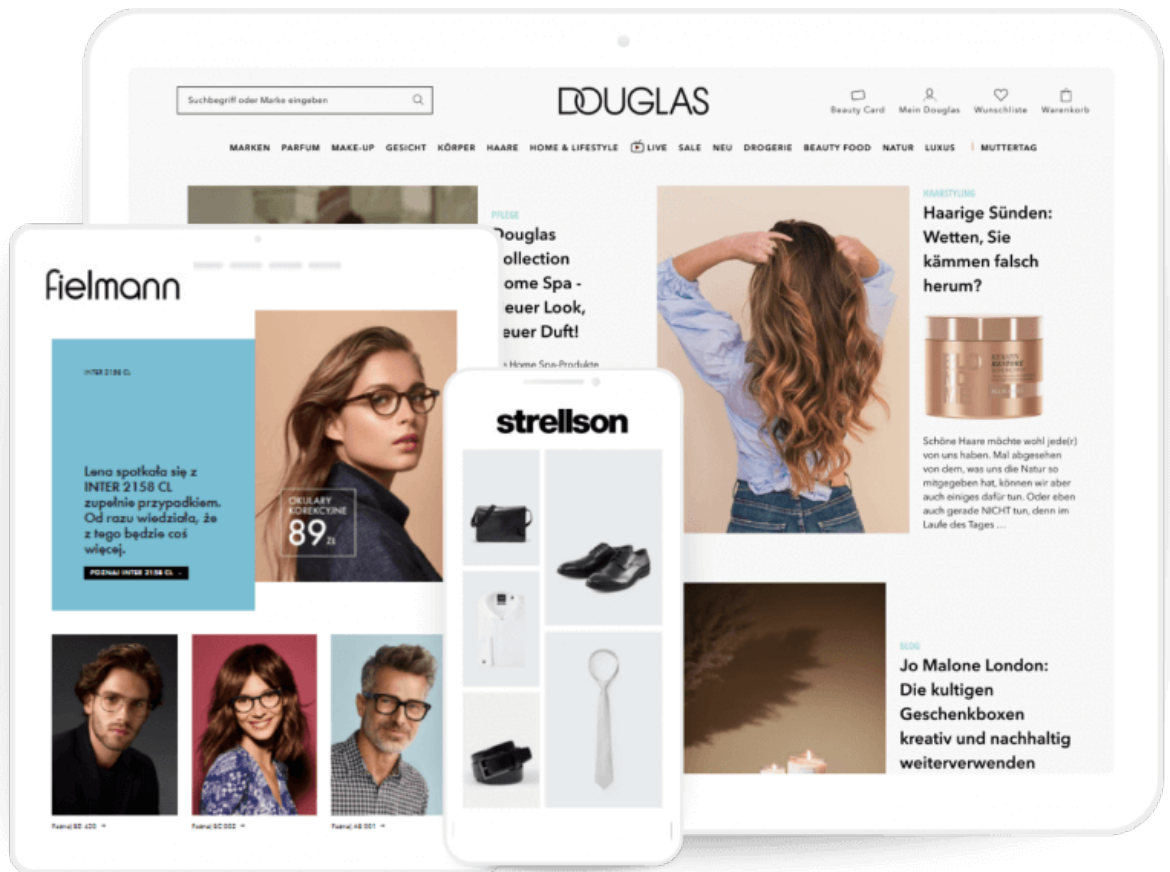 Suchbegriff oder Marke eingeben
DOUGLAS
Beauty Card
Mein Douglas
Wunschliste
Warenkorb
MARKEN PARFUM MAKE-UP GESICHT KÖRPER HAARE HOME & LIFESTYLE LIVE SALE NEU DROGERIE BEAUTY FOOD NATUR LUXUS MUTTERTAG
PFLEGE
Douglas
ollection
ome Spa -
euer Look,
euer Duft!
Home Spa-Produkte
HAARSTYLING
Haarige Sünden:
Wetten, Sie
kämmen falsch
herum?
Schöne Haare möchte wohl jede(r)
von uns haben. Mal abgesehen
von dem, was uns die Natur so
mitgegeben hat, können wir aber
auch einiges dafür tun. Oder eben
auch gerade NICHT tun, denn im
Laufe des Tages ...
BLOG
Jo Malone London:
Die kultigen
Geschenkboxen
kreativ und nachhaltig
weiterverwenden
fielmann
INTER 2158 CL
Lena spotkała się z
INTER 2158 CL
zupełnie przypadkiem.
Od razu wiedziała, że
z tego będzie coś
więcej.
POZNAJ INTER 2158 CL
OKULARY
KOREKCYJNE
89 ZŁ
strellson